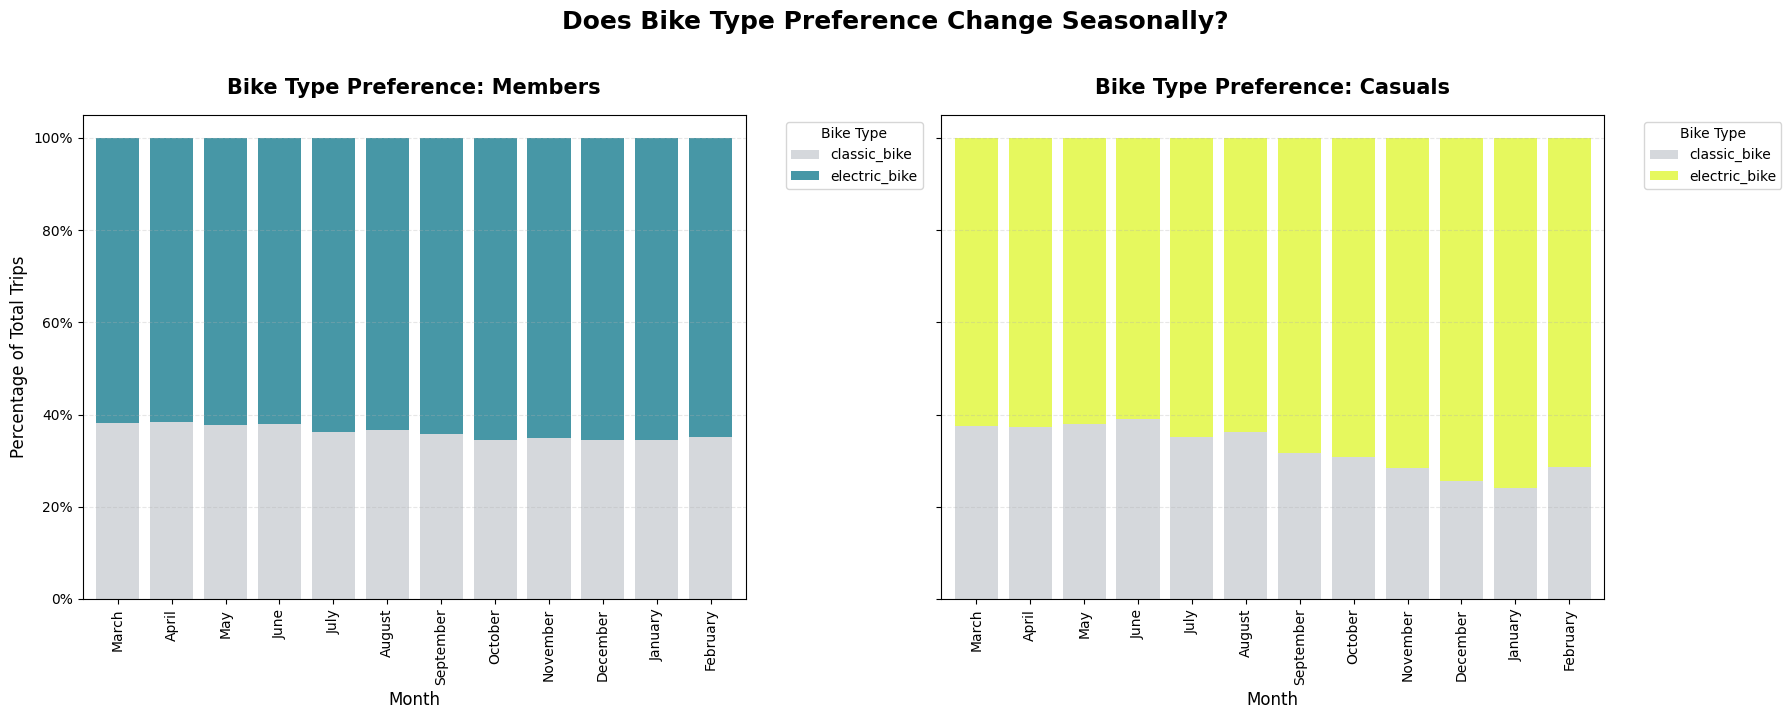 Does Bike Type Preference Change Seasonally?
Bike Type Preference: Members
Percentage of Total Trips
100%
80%
60%
40%
20%
0%
March
April
May
June
July
August
September
October
November
December
January
February
Month
Bike Type
classic_bike
electric_bike
Bike Type Preference: Casuals
March
April
May
June
July
August
September
October
November
December
January
February
Month
Bike Type
classic_bike
electric_bike